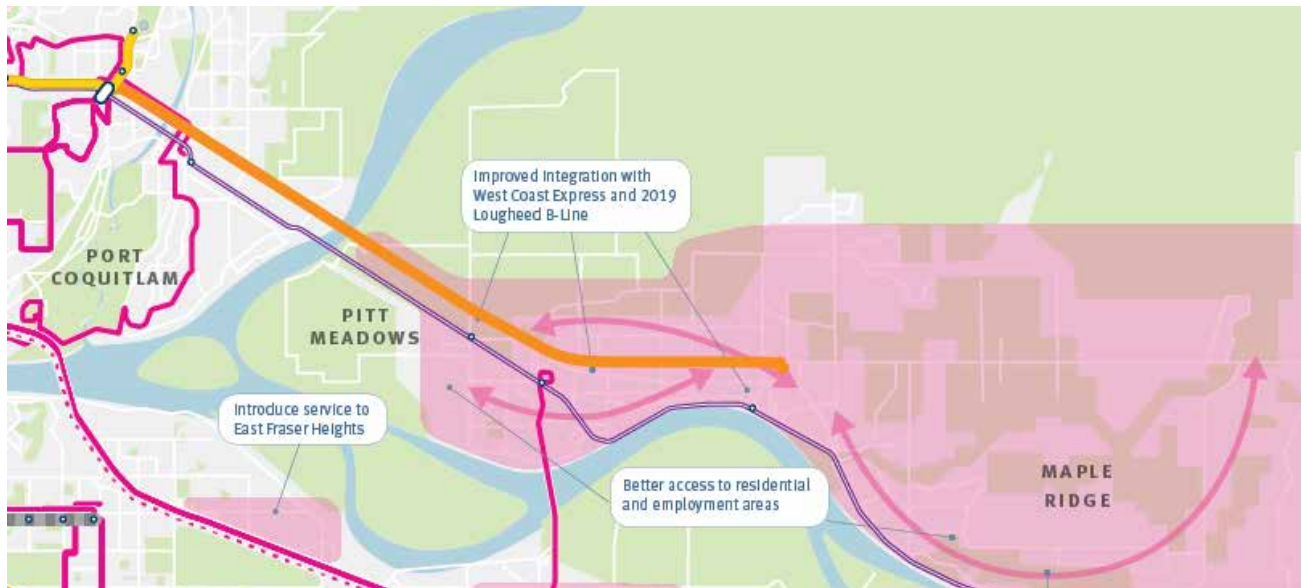 Improved integration with
West Coast Express and 2019
Lougheed B-Line
PORT
COQUITLAM
PITT
MEADOWS
Introduce service to
East Fraser Heights
Better access to residential
and employment areas
MAPLE
RIDGE